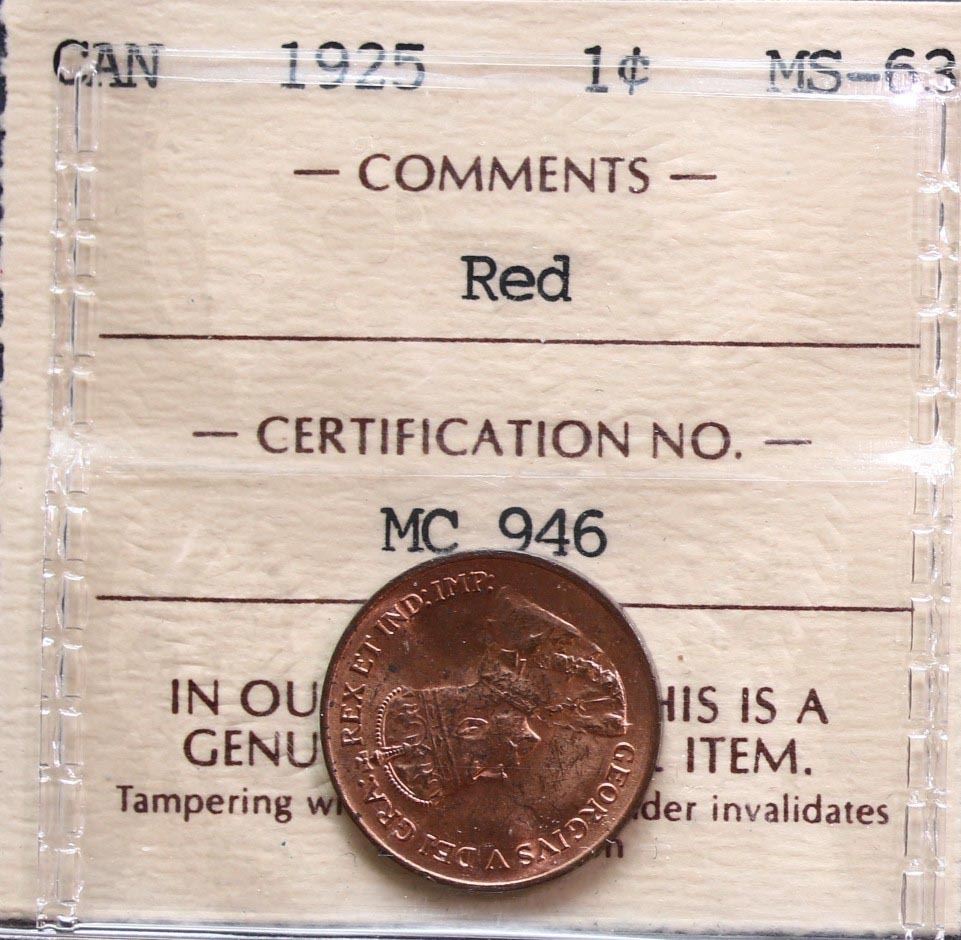 CAN 1925 1¢ MS-63
— COMMENTS —
Red
— CERTIFICATION NO. —
MC 946
IN OU HIS IS A
GENU ITEM.
Tampering w der invalidates
n
GEORGIVS V DEI GRA: REX ET IND: IMP: